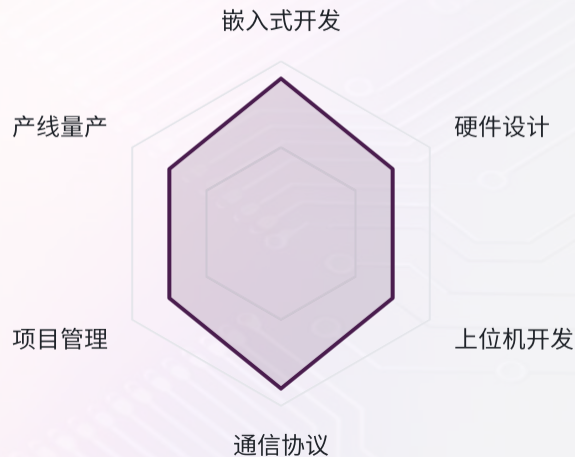 嵌入式开发
产线量产
硬件设计
项目管理
上位机开发
通信协议